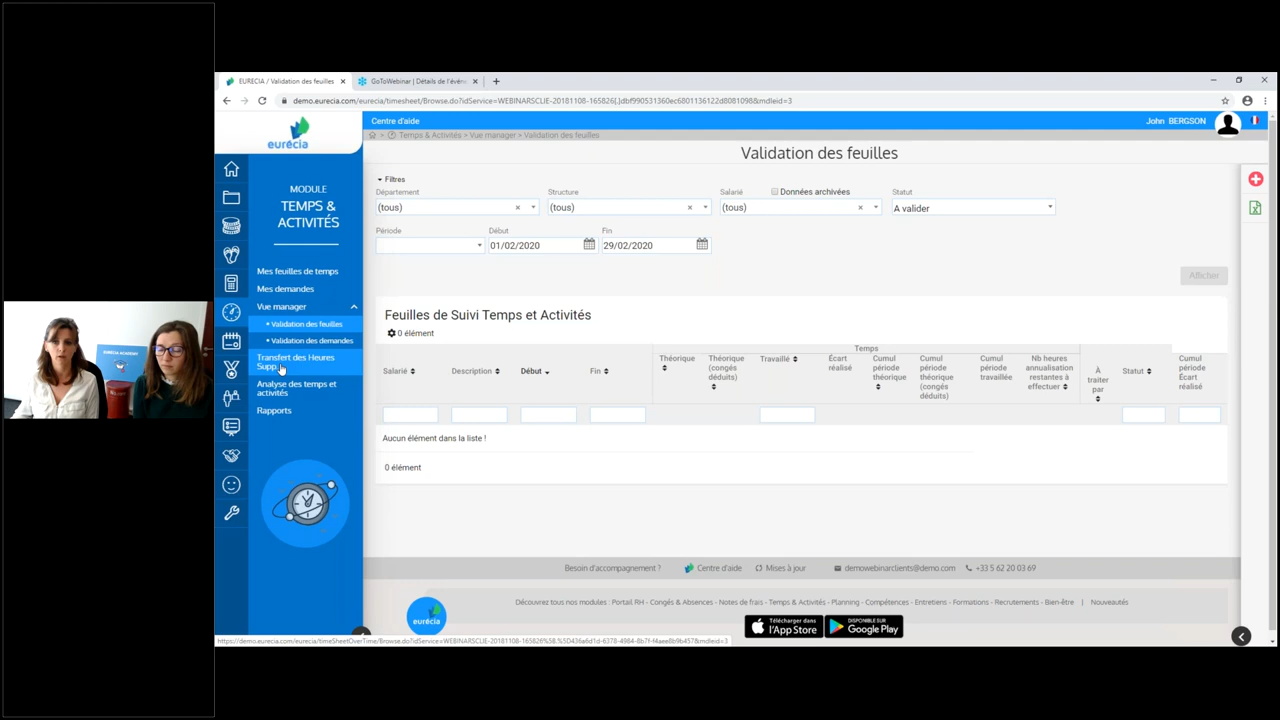 EURECIA / Validation des feuilles
GoToWebinar | Détails de l'évén
demo.eurecia.com/eurecia/timesheet/Browse.do?idService=WEBINARSCLIE-20181108-165826[.]dbf990531360ec6801136122d8081098&mdleid=3
eurécia
Centre d'aide
John BERGSON
> Temps & Activités > Vue manager > Validation des feuilles
Validation des feuilles
MODULE
TEMPS &
ACTIVITÉS
Mes feuilles de temps
Mes demandes
Vue manager
• Validation des feuilles
• Validation des demandes
Transfert des Heures
Supp.
Analyse des temps et
activités
Rapports
Filtres
Département
Structure
Salarié
Données archivées
Statut
(tous)
(tous)
(tous)
A valider
Période
Début
Fin
01/02/2020
29/02/2020
Afficher
Feuilles de Suivi Temps et Activités
0 élément
Temps
Salarié
Description
Début
Fin
Théorique
Théorique
(congés
déduits)
Travaillé
Écart
réalisé
Cumul
période
théorique
Cumul
période
théorique
(congés
déduits)
Cumul
période
travaillée
Nb heures
annualisation
restantes à
effectuer
À
traiter
par
Statut
Cumul
période
Écart
réalisé
Aucun élément dans la liste !
0 élément
Besoin d'accompagnement ?
Centre d'aide
Mises à jour
demowebinarclients@demo.com
+33 5 62 20 03 69
eurécia
Découvrez tous nos modules : Portail RH - Congés & Absences - Notes de frais - Temps & Activités - Planning - Compétences - Entretiens - Formations - Recrutements - Bien-être | Nouveautés
Télécharger dans
l'App Store
DISPONIBLE SUR
Google Play
EURÉCIA ACADEMY